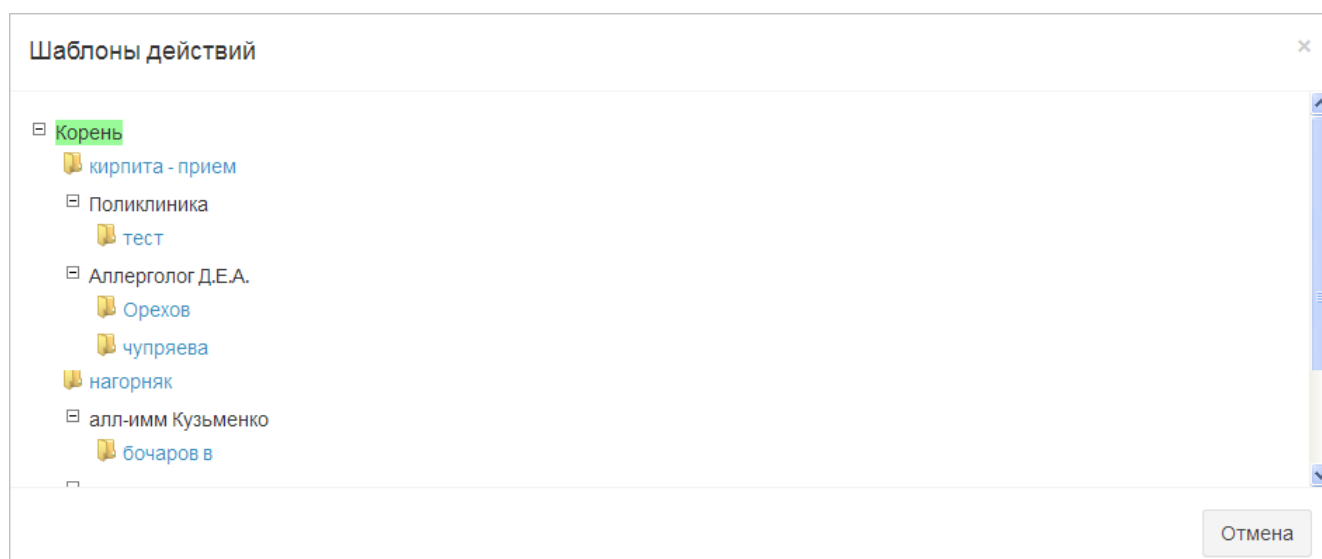 Шаблоны действий
Корень
кирпита - прием
Поликлиника
тест
Аллерголог Д.Е.А.
Орехов
чупряева
нагорняк
алл-имм Кузьменко
бочаров в
Отмена